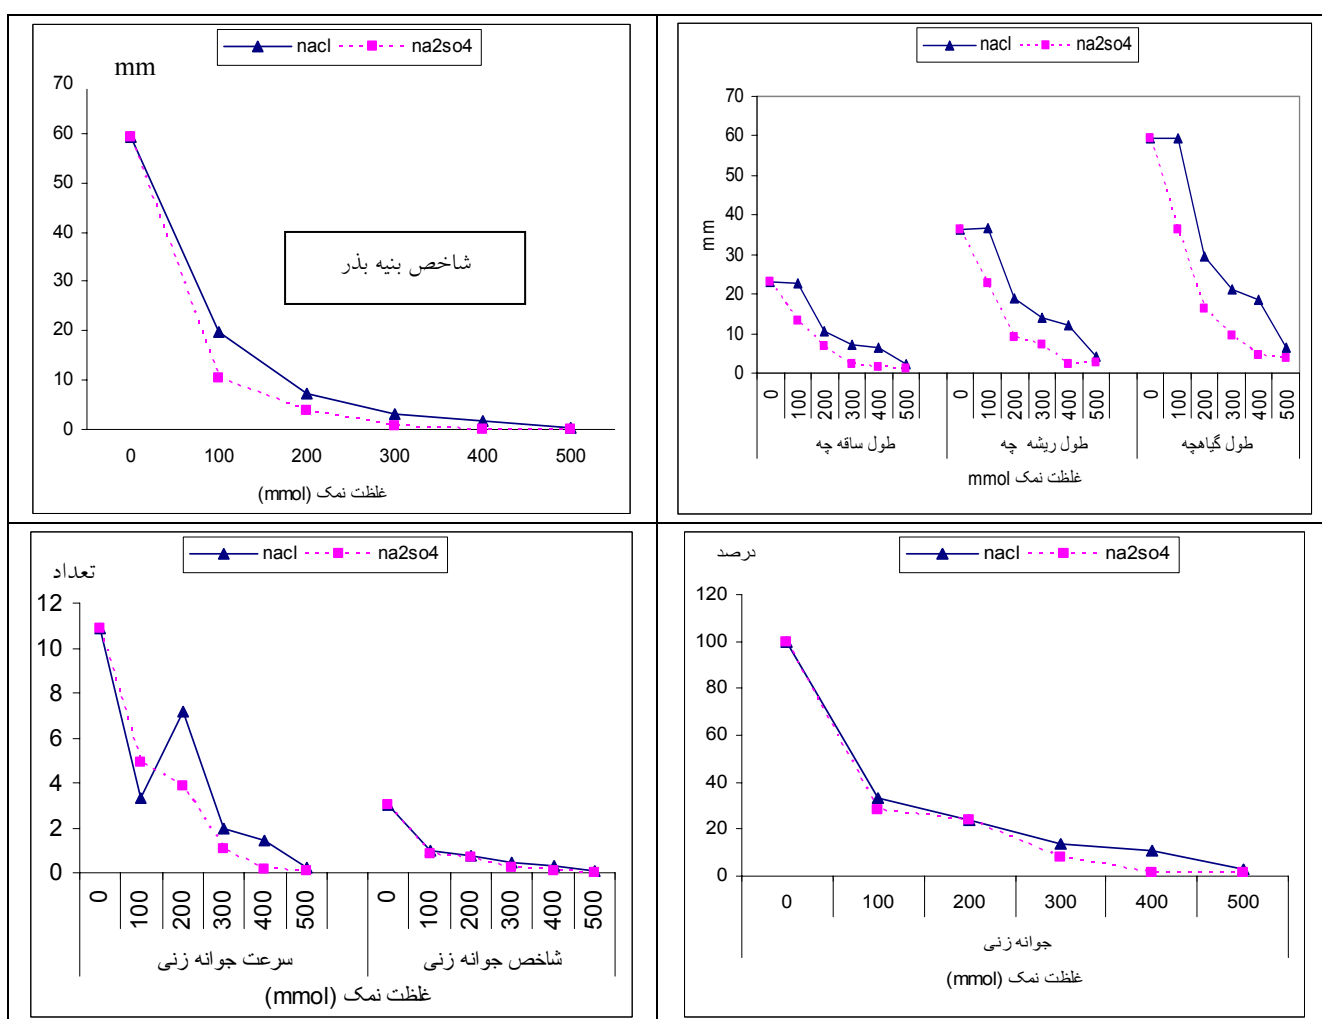 nacl na2so4
mm
70
60
50
40
30
20
10
0
شاخص بنیه بذر
0 100 200 300 400 500
غلظت نمک (mmol)
nacl na2so4
70
60
50
40
30
20
10
0
mm
0 100 200 300 400 500 0 100 200 300 400 500 0 100 200 300 400 500
طول ساقه چه طول ریشه چه طول گیاهچه
غلظت نمک mmol
nacl na2so4
تعداد
12
10
8
6
4
2
0
0 100 200 300 400 500 0 100 200 300 400 500
سرعت جوانه زنی شاخص جوانه زنی
غلظت نمک (mmol)
nacl na2so4
درصد
120
100
80
60
40
20
0
0 100 200 300 400 500
جوانه زنی
غلظت نمک (mmol)